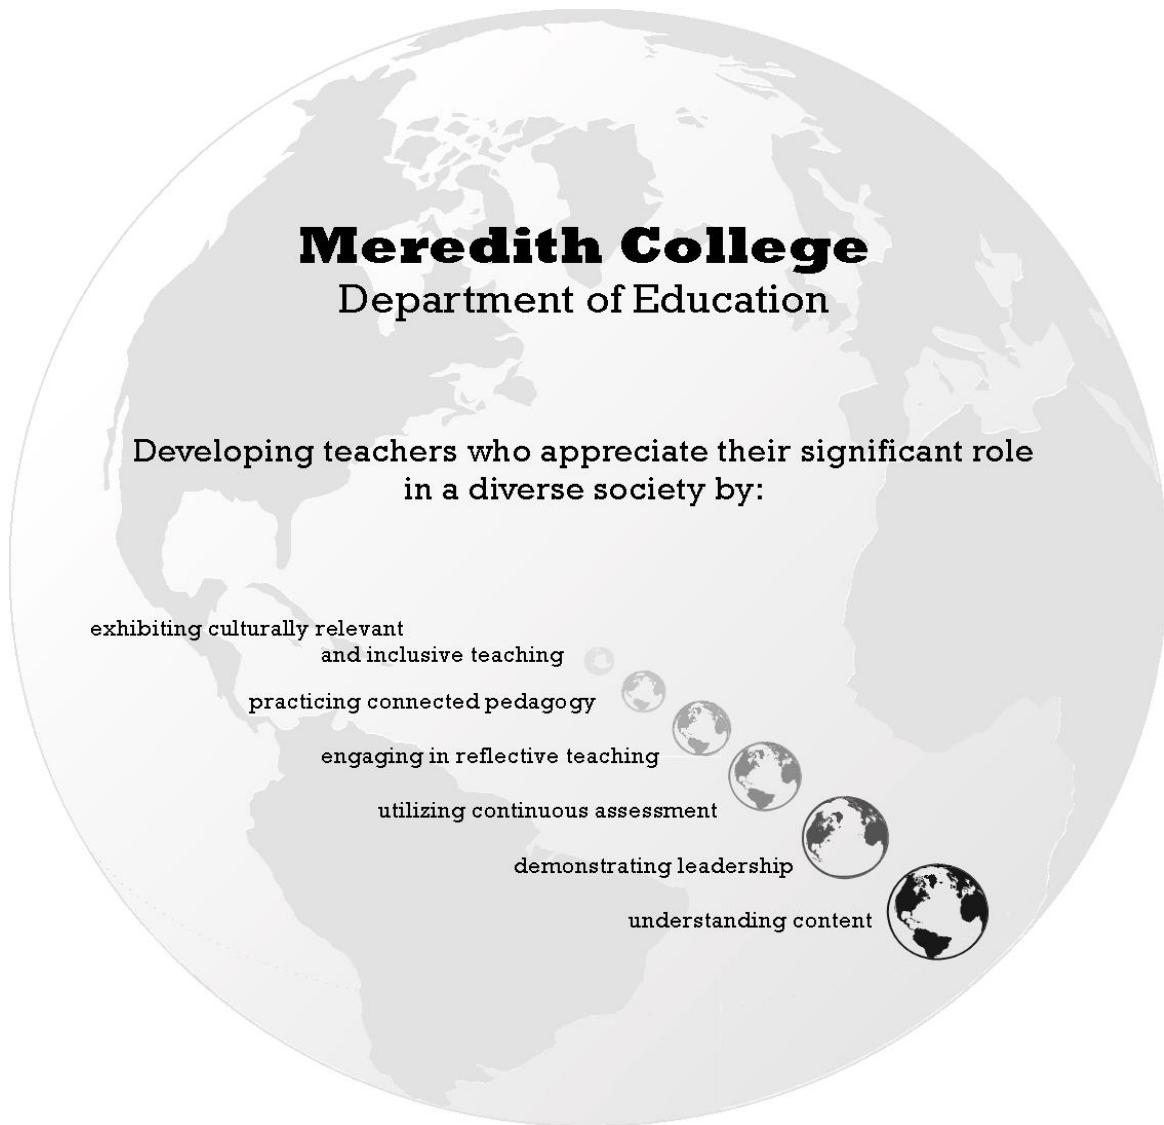 Meredith College
Department of Education
Developing teachers who appreciate their significant role
in a diverse society by:
exhibiting culturally relevant
and inclusive teaching
practicing connected pedagogy
engaging in reflective teaching
utilizing continuous assessment
demonstrating leadership
understanding content